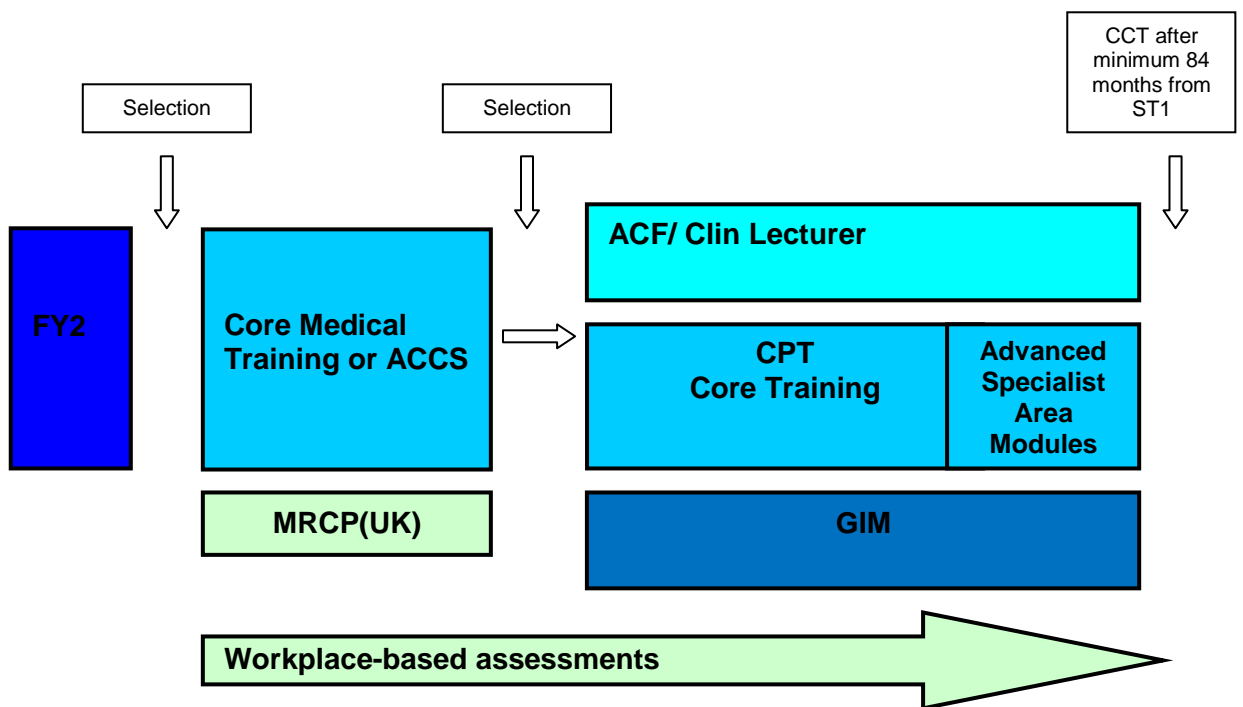 Selection
Selection
CCT after
minimum 84
months from
ST1
FY2
Core Medical
Training or ACCS
ACF/ Clin Lecturer
CPT
Core Training
Advanced
Specialist
Area
Modules
MRCP(UK)
GIM
Workplace-based assessments